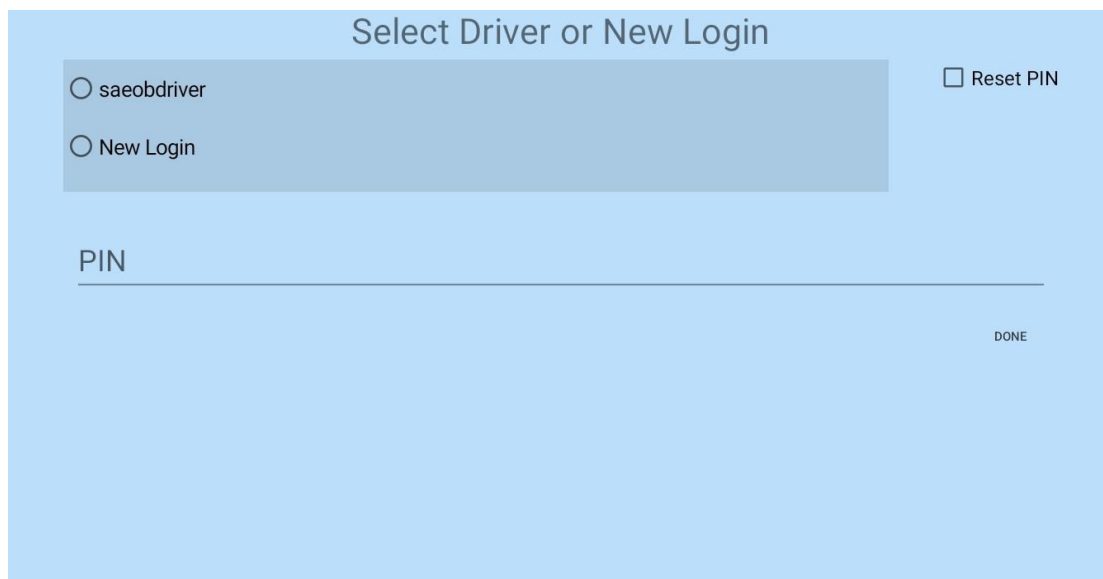 Select Driver or New Login
saeobdriver
Reset PIN
New Login
PIN
DONE